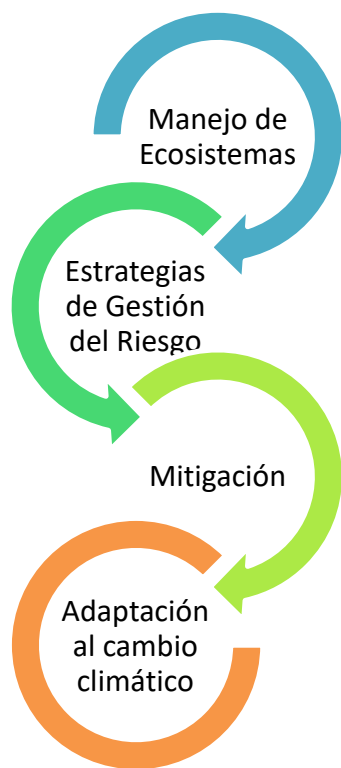 Manejo de
Ecosistemas
Estrategias
de Gestión
del Riesgo
Mitigación
Adaptación
al cambio
climático